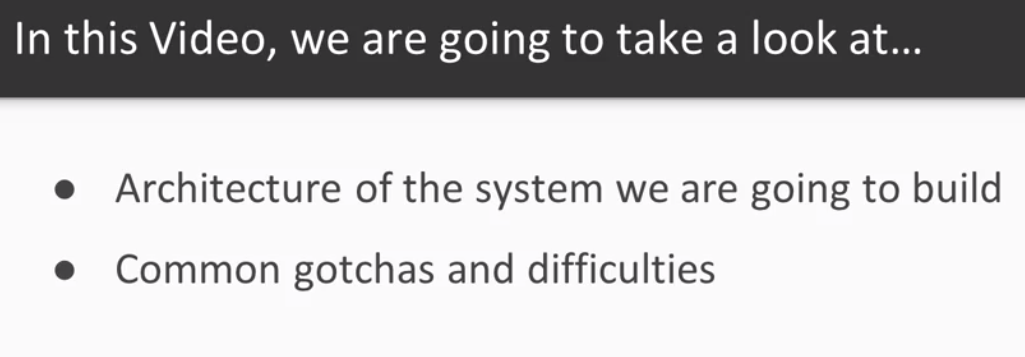 In this Video, we are going to take a look at...
● Architecture of the system we are going to build
● Common gotchas and difficulties